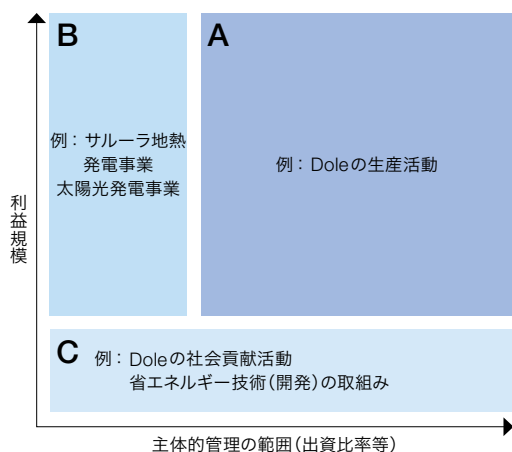 B
例：サルーラ地熱
発電事業
太陽光発電事業
A
例：Doleの生産活動
利益規模
C
例：Doleの社会貢献活動
省エネルギー技術（開発）の取組み
主体的管理の範囲（出資比率等）